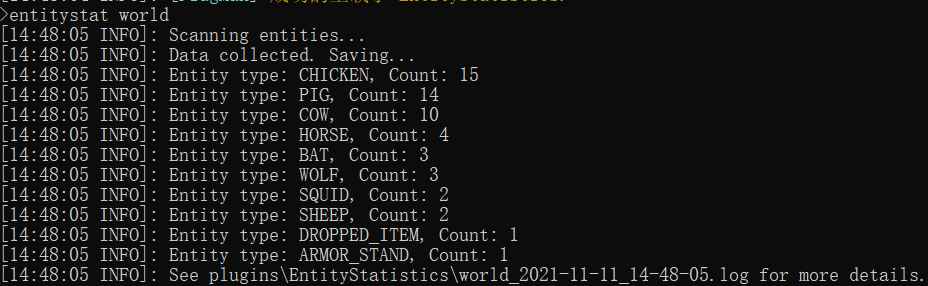 >entitystat world
[14:48:05 INFO]: Scanning entities...
[14:48:05 INFO]: Data collected. Saving...
[14:48:05 INFO]: Entity type: CHICKEN, Count: 15
[14:48:05 INFO]: Entity type: PIG, Count: 14
[14:48:05 INFO]: Entity type: COW, Count: 10
[14:48:05 INFO]: Entity type: HORSE, Count: 4
[14:48:05 INFO]: Entity type: BAT, Count: 3
[14:48:05 INFO]: Entity type: WOLF, Count: 3
[14:48:05 INFO]: Entity type: SQUID, Count: 2
[14:48:05 INFO]: Entity type: SHEEP, Count: 2
[14:48:05 INFO]: Entity type: DROPPED_ITEM, Count: 1
[14:48:05 INFO]: Entity type: ARMOR_STAND, Count: 1
[14:48:05 INFO]: See plugins\EntityStatistics\world_2021-11-11_14-48-05.log for more details.